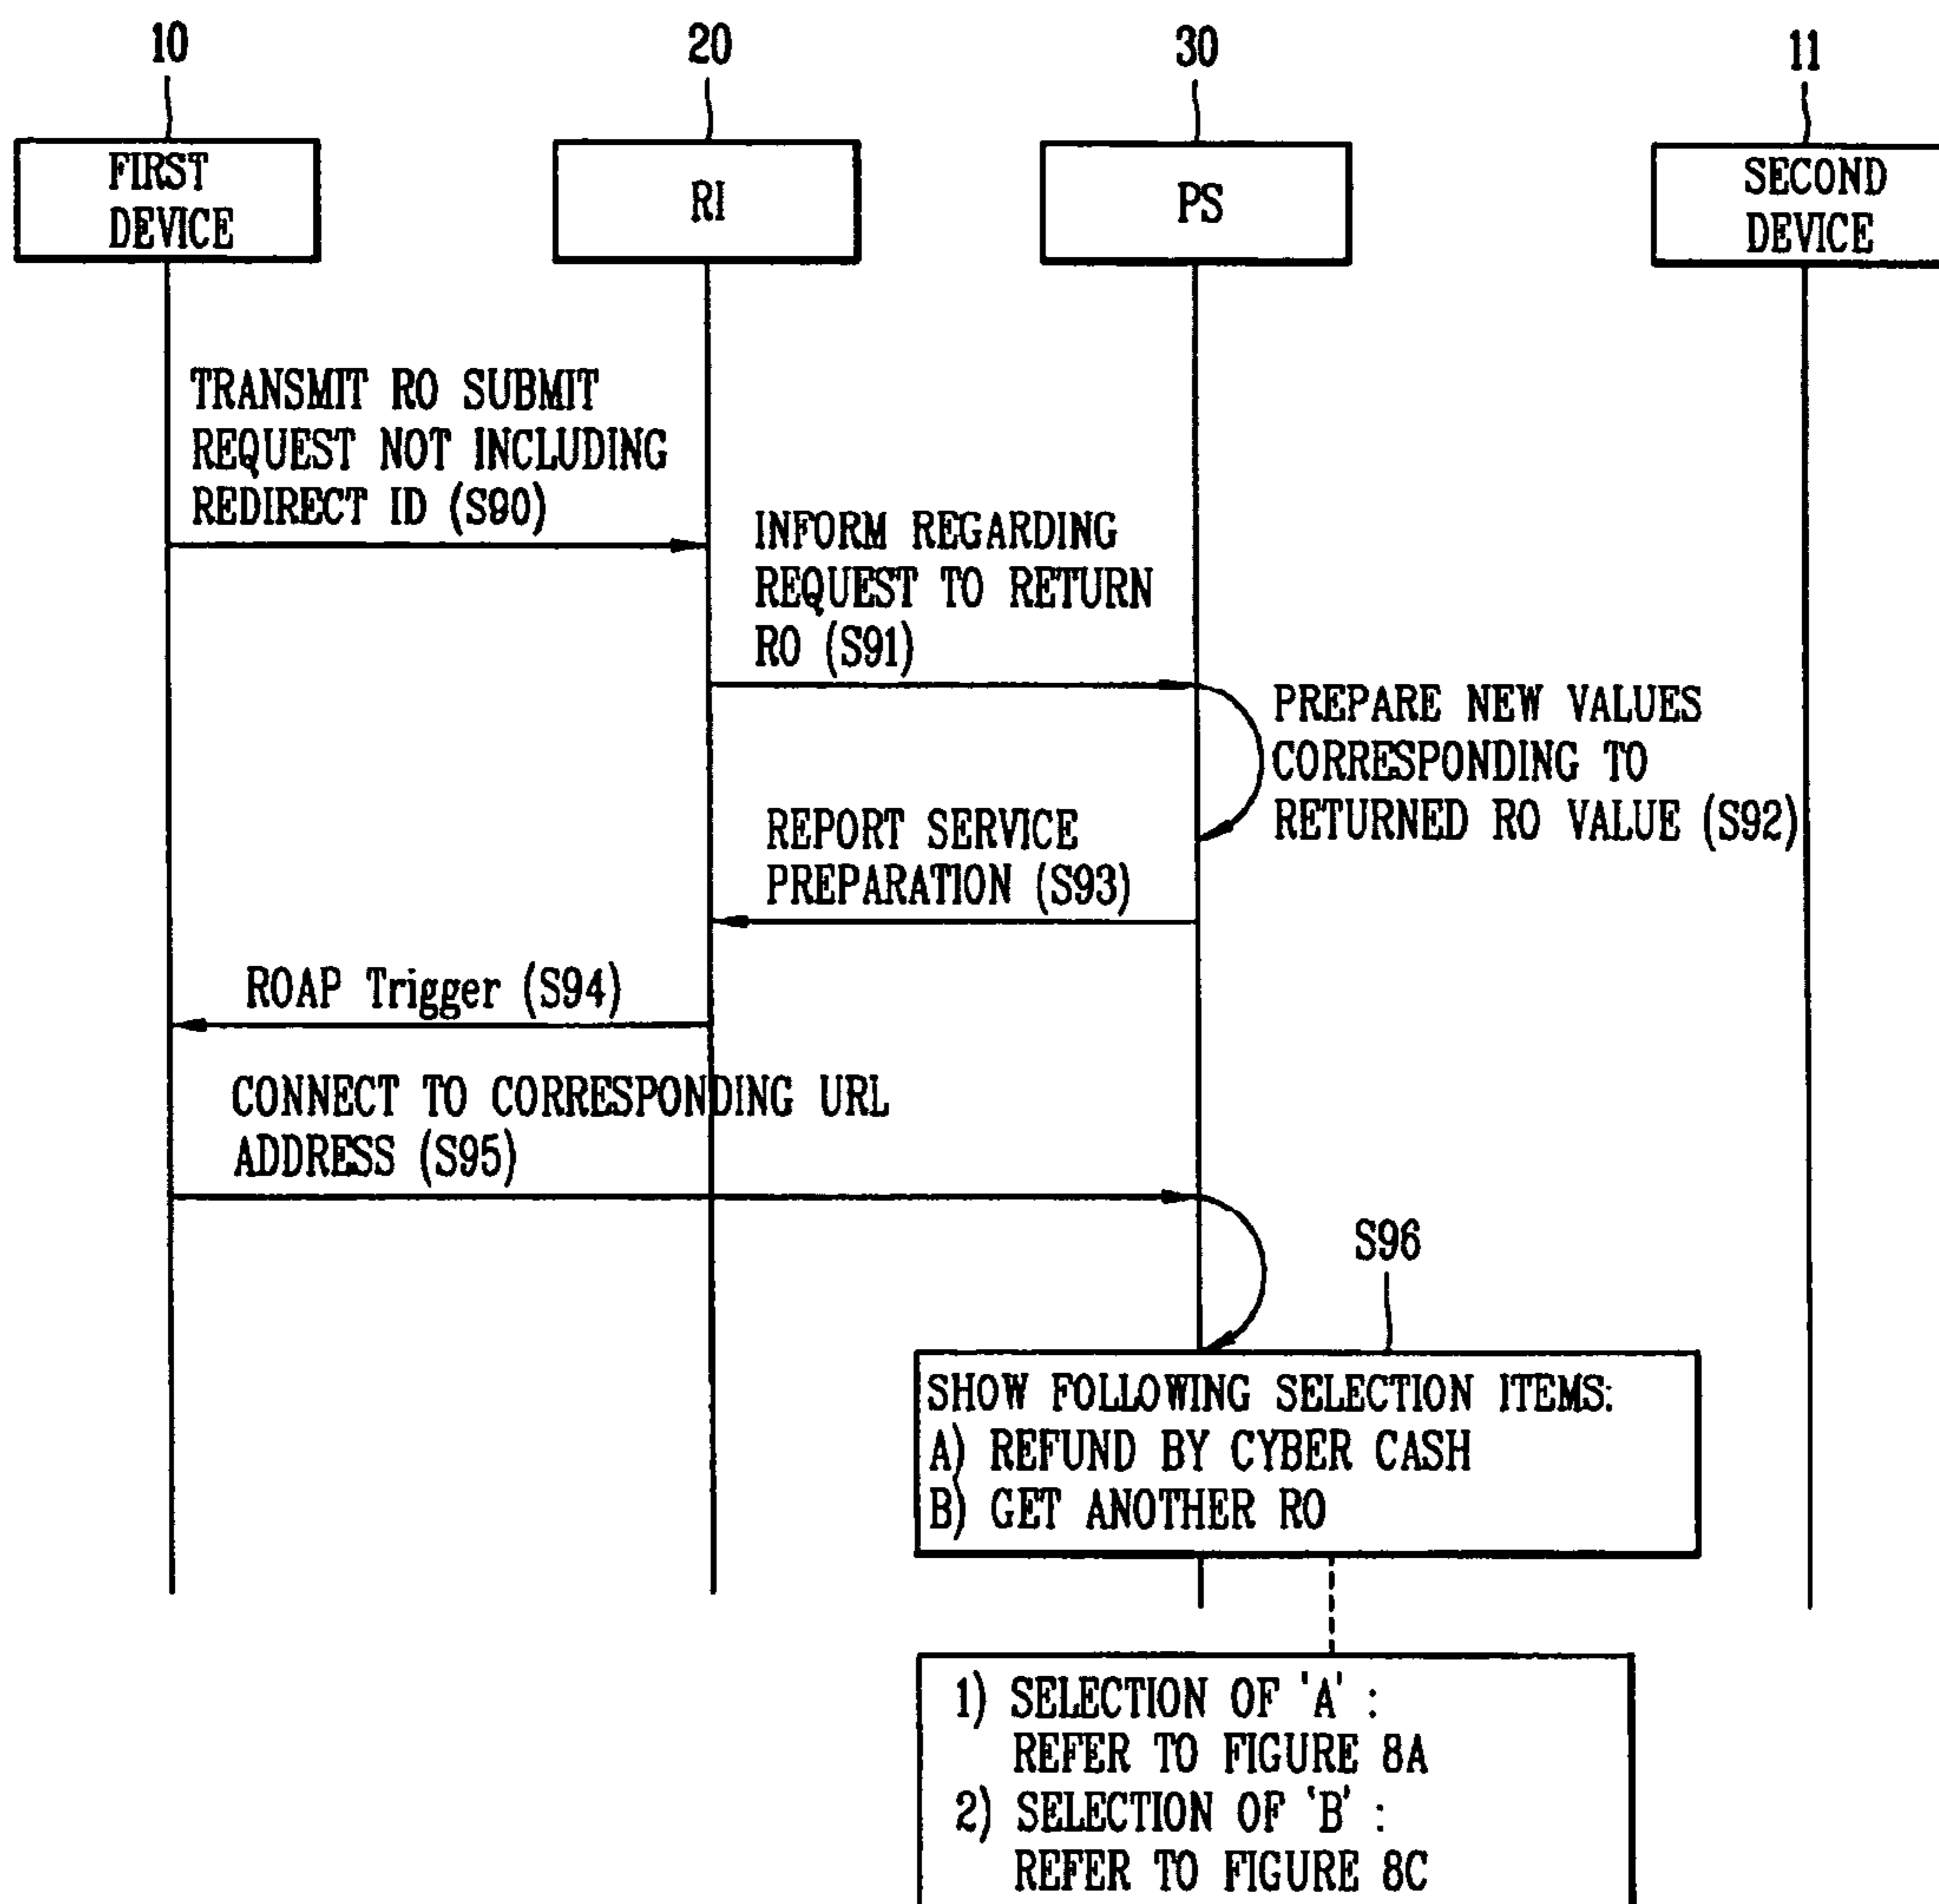 10
20
30
11
FIRST
DEVICE
RI
PS
SECOND
DEVICE
TRANSMIT RO SUBMIT
REQUEST NOT INCLUDING
REDIRECT ID (S90)
INFORM REGARDING
REQUEST TO RETURN
RO (S91)
PREPARE NEW VALUES
CORRESPONDING TO
RETURNED RO VALUE (S92)
REPORT SERVICE
PREPARATION (S93)
ROAP Trigger (S94)
CONNECT TO CORRESPONDING URL
ADDRESS (S95)
S96
SHOW FOLLOWING SELECTION ITEMS:
A) REFUND BY CYBER CASH
B) GET ANOTHER RO
1) SELECTION OF 'A' :
REFER TO FIGURE 8A
2) SELECTION OF 'B' :
REFER TO FIGURE 8C